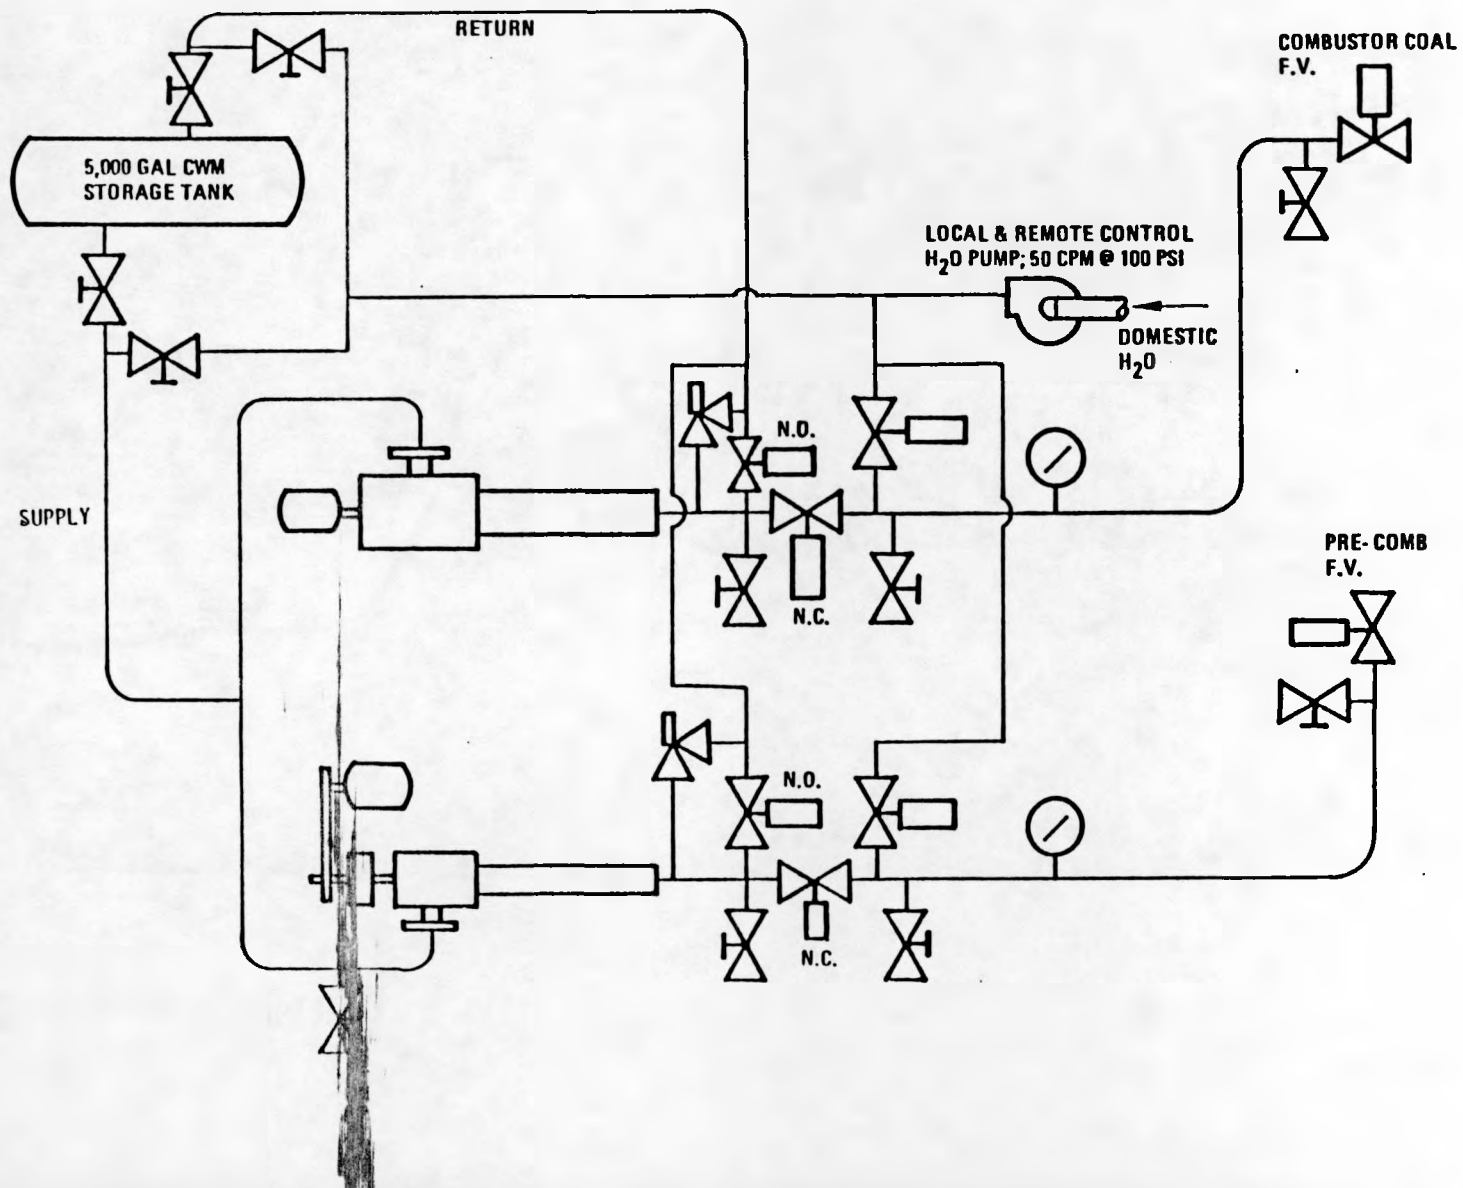 RETURN
COMBUSTOR COAL
F.V.
5,000 GAL CWM
STORAGE TANK
LOCAL & REMOTE CONTROL
H₂O PUMP; 50 CPM @ 100 PSI
DOMESTIC
H₂O
N.O.
SUPPLY
N.C.
PRE-COMB
F.V.
N.O.
N.C.